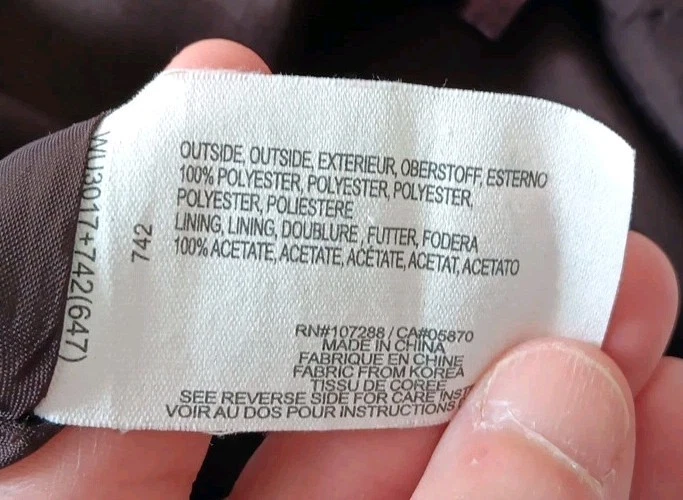 OUTSIDE, OUTSIDE, EXTERIEUR, OBERSTOFF, ESTERNO
100% POLYESTER, POLYESTER, POLYESTER,
POLYESTER, POLIESTERE
LINING, LINING, DOUBLURE, FUTTER, FODERA
100% ACETATE, ACETATE, ACÉTATE, ACETAT, ACETATO
742
WU3017+742(647)
RN#107288 / CA#05870
MADE IN CHINA
FABRIQUE EN CHINE
FABRIC FROM KOREA
TISSU DE COREE
SEE REVERSE SIDE FOR CARE
VOIR AU DOS POUR INSTRUCTIONS